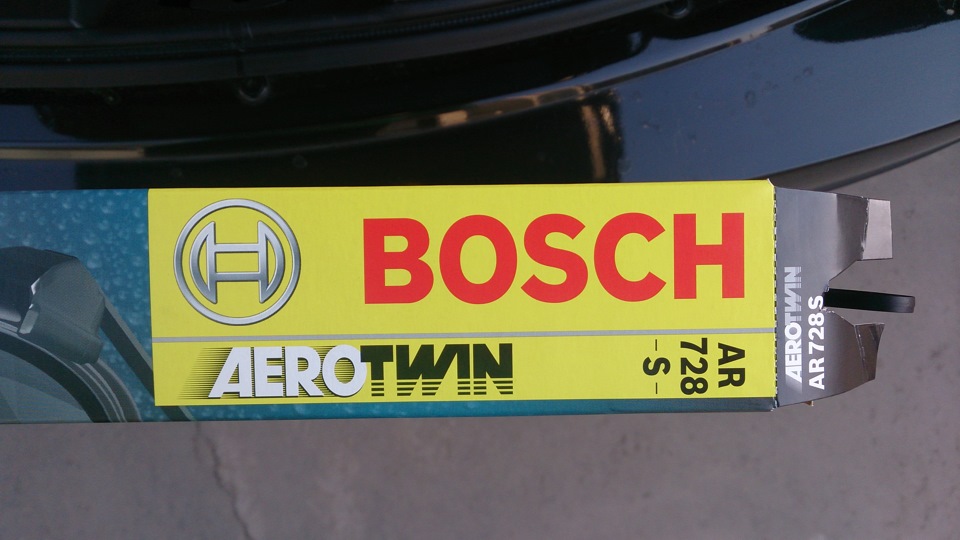 BOSCH
AEROTWIN
AR
728
-S-
AEROTWIN
AR 728 S